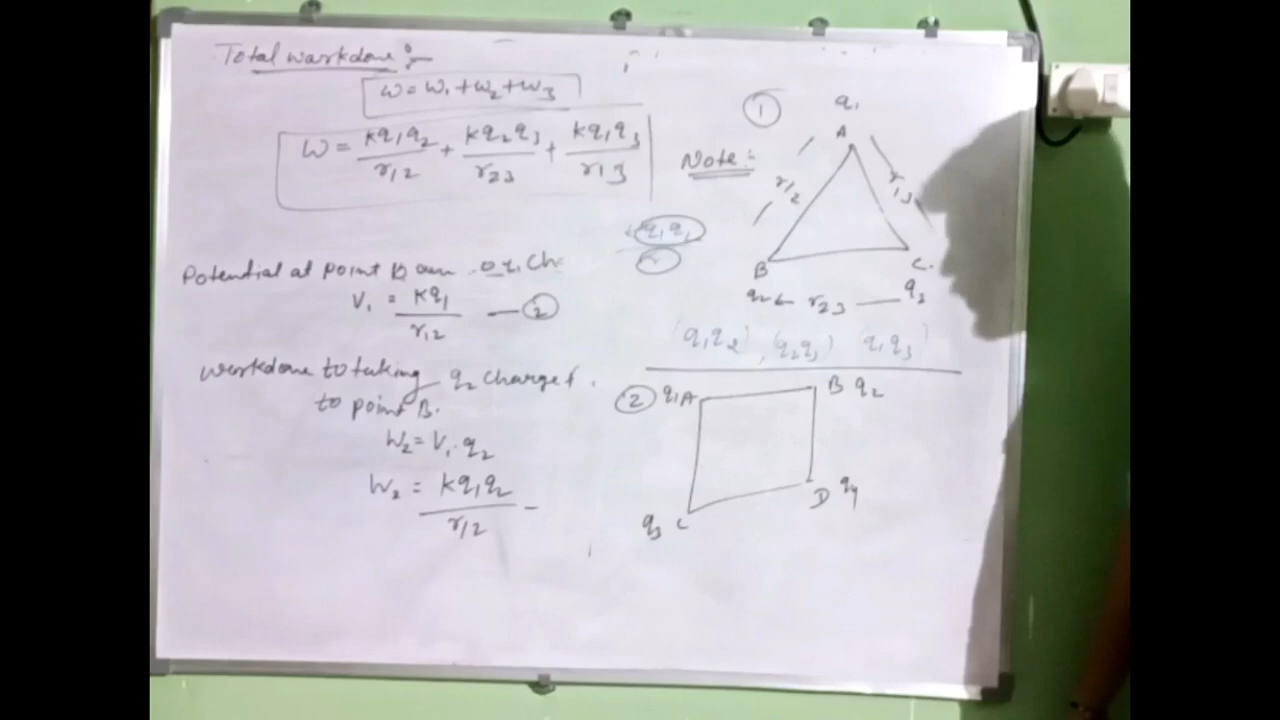 Total workdone :-
W = W₁ + W₂ + W₃
W = kq₁q₂/r₁₂ + kq₂q₃/r₂₃ + kq₁q₃/r₁₃
Potential at point B
V₁ = kq₁/r₁₂ — ②
workdone to taking q₂ charge
to point B.
W₂ = V₁·q₂
W₂ = kq₁q₂/r₁₂ –
Note :-
①
q₁
A
r₁₂
r₁₃
B
C
q₂ ← r₂₃ — q₃
(q₁q₂), (q₂q₃) (q₁q₃)
② q₁A
B q₂
D q₄
q₃ C